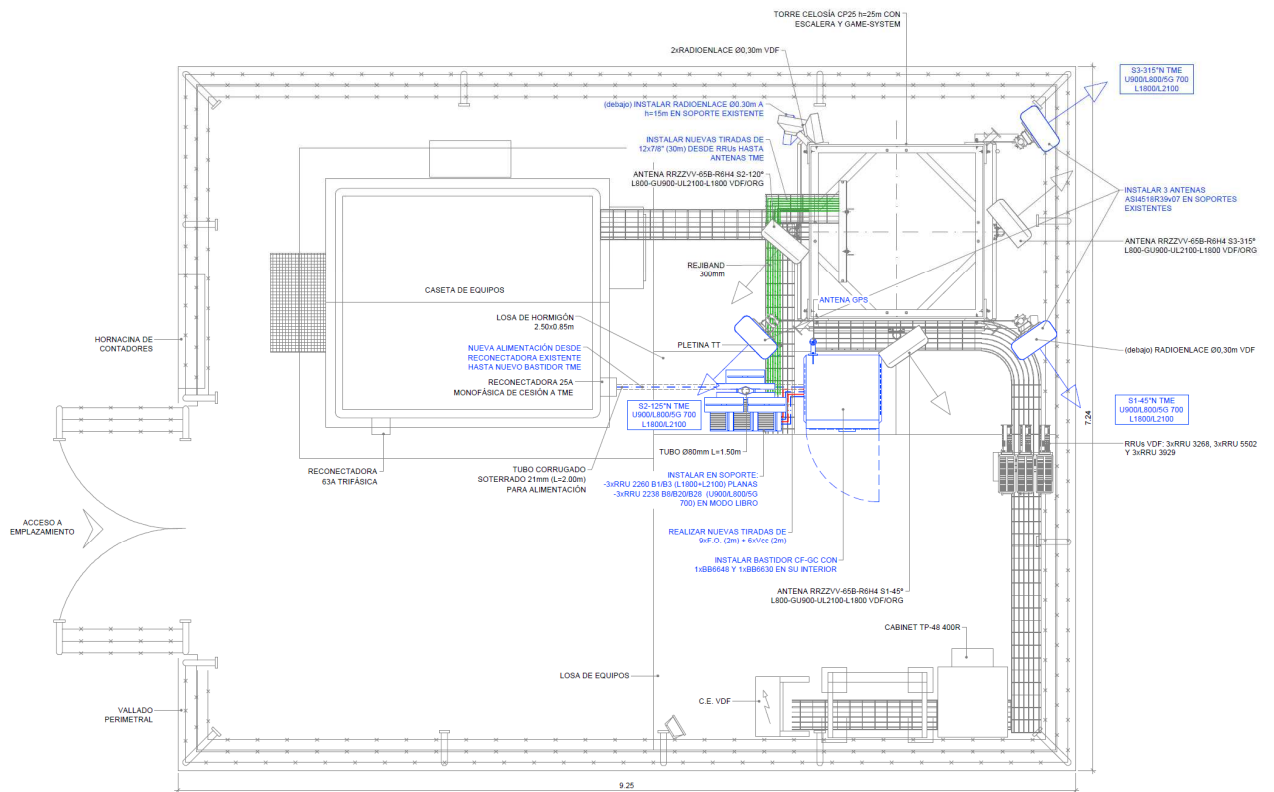 TORRE CELOSÍA CP25 h=25m CON
ESCALERA Y GAME-SYSTEM
2xRADIOENLACE Ø0,30m VDF
S3-315°N TME
U900/L800/5G 700
L1800/L2100
(debajo) INSTALAR RADIOENLACE Ø0.30m A
h=15m EN SOPORTE EXISTENTE
INSTALAR NUEVAS TIRADAS DE
12x7/8" (30m) DESDE RRUs HASTA
ANTENAS TME
ANTENA RRZZVV-65B-R6H4 S2-120º
L800-GU900-UL2100-L1800 VDF/ORG
INSTALAR 3 ANTENAS
ASI4518R39v07 EN SOPORTES
EXISTENTES
ANTENA RRZZVV-65B-R6H4 S3-315º
L800-GU900-UL2100-L1800 VDF/ORG
REJIBAND
300mm
CASETA DE EQUIPOS
ANTENA GPS
LOSA DE HORMIGÓN
2.50x0.85m
HORNACINA DE
CONTADORES
PLETINA TT
NUEVA ALIMENTACIÓN DESDE
RECONECTADORA EXISTENTE
HASTA NUEVO BASTIDOR TME
(debajo) RADIOENLACE Ø0,30m VDF
RECONECTADORA 25A
MONOFÁSICA DE CESIÓN A TME
S2-125°N TME
U900/L800/5G 700
L1800/L2100
S1-45°N TME
U900/L800/5G 700
L1800/L2100
7.24
RRUs VDF: 3xRRU 3268, 3xRRU 5502
Y 3xRRU 3929
TUBO Ø80mm L=1.50m
RECONECTADORA
63A TRIFÁSICA
TUBO CORRUGADO
SOTERRADO 21mm (L=2.00m)
PARA ALIMENTACIÓN
INSTALAR EN SOPORTE:
-3xRRU 2260 B1/B3 (L1800+L2100) PLANAS
-3xRRU 2238 B8/B20/B28 (U900/L800/5G
700) EN MODO LIBRO
ACCESO A
EMPLAZAMIENTO
REALIZAR NUEVAS TIRADAS DE
9xF.O. (2m) + 6xVcc (2m)
INSTALAR BASTIDOR CF-GC CON
1xBB6648 Y 1xBB6630 EN SU INTERIOR
ANTENA RRZZVV-65B-R6H4 S1-45º
L800-GU900-UL2100-L1800 VDF/ORG
CABINET TP-48 400R
LOSA DE EQUIPOS
C.E. VDF
VALLADO
PERIMETRAL
9.25